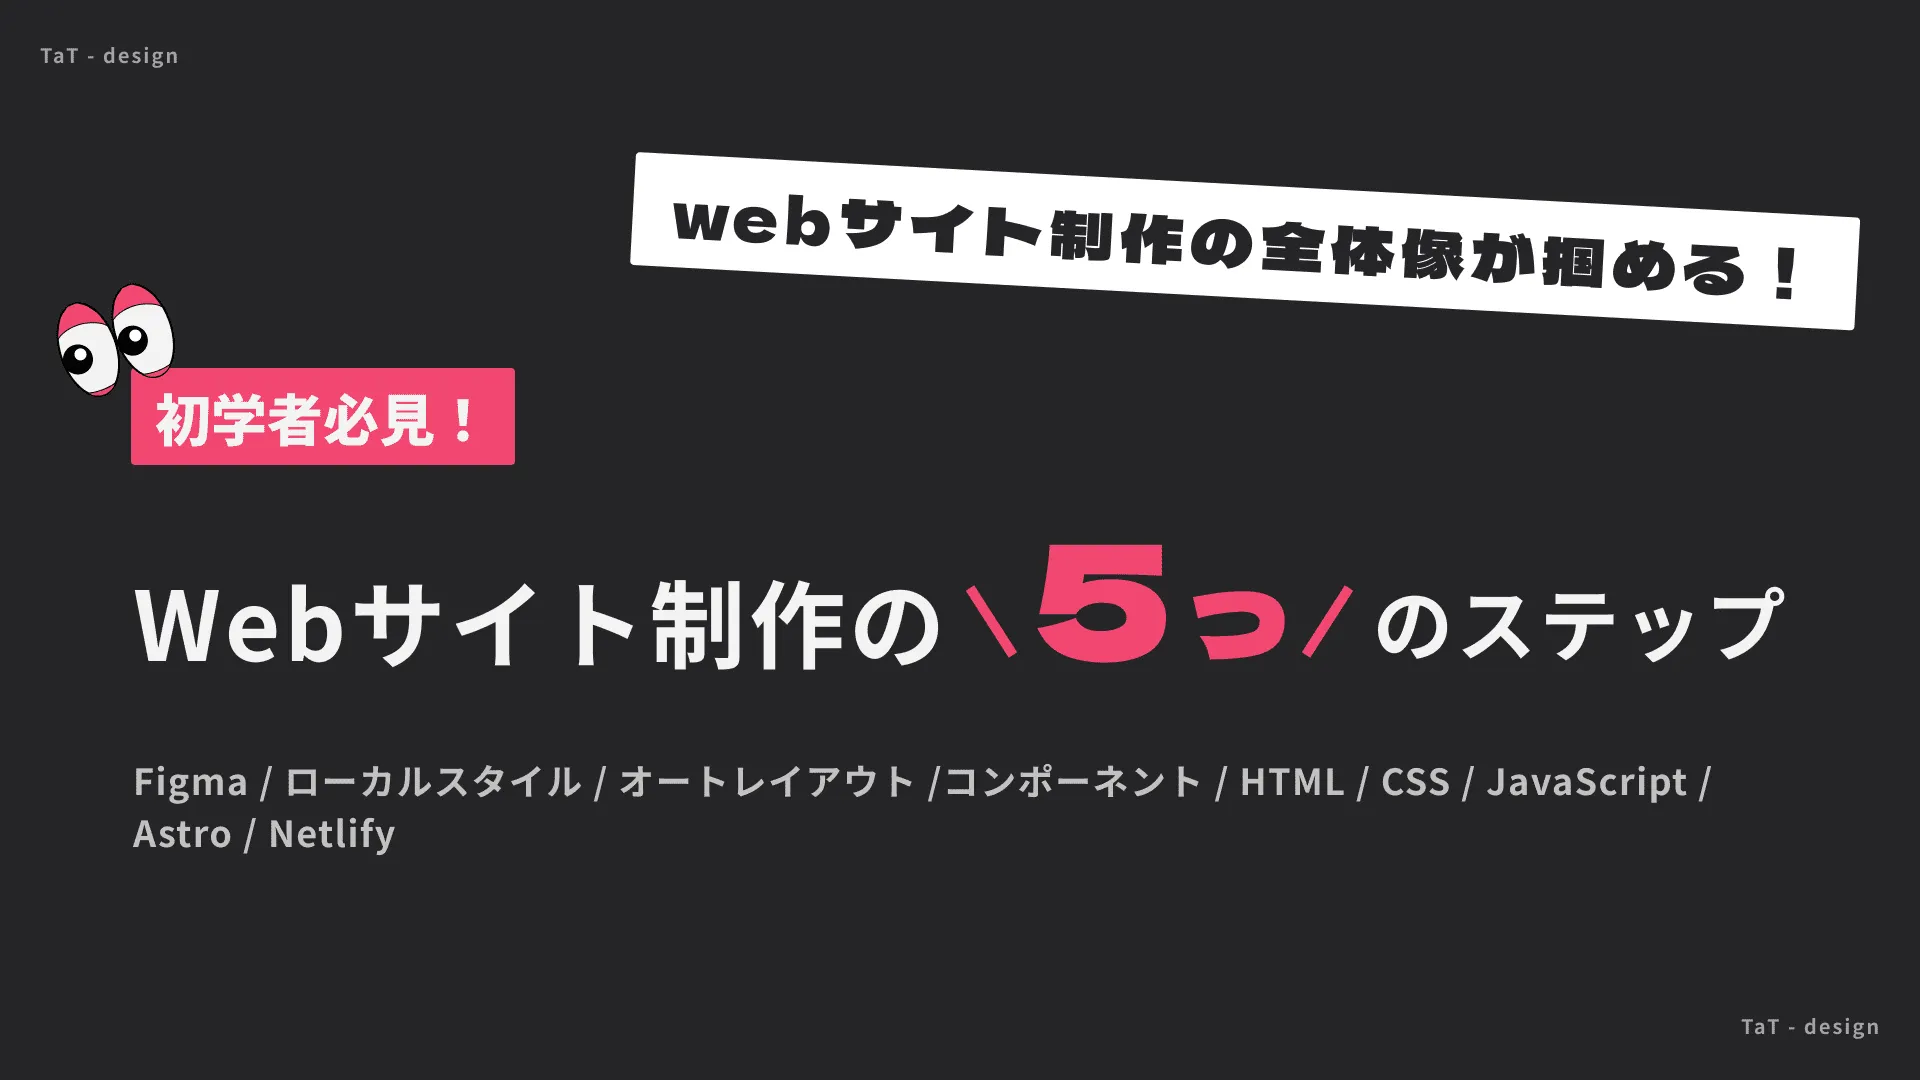 TaT - design
webサイト制作の全体像が掴める！
初学者必見！
Webサイト制作の\5つ/のステップ
Figma / ローカルスタイル / オートレイアウト /コンポーネント / HTML / CSS / JavaScript /
Astro / Netlify
TaT - design